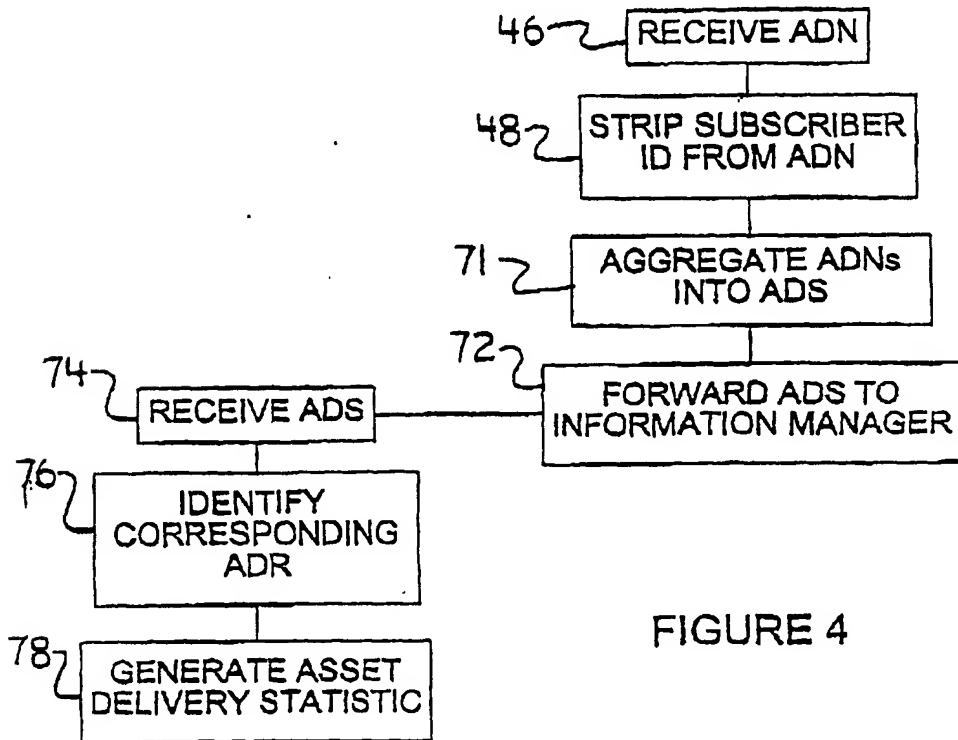 46
RECEIVE ADN
48
STRIP SUBSCRIBER
ID FROM ADN
71
AGGREGATE ADNs
INTO ADS
72
FORWARD ADS TO
INFORMATION MANAGER
74
RECEIVE ADS
76
IDENTIFY
CORRESPONDING
ADR
78
GENERATE ASSET
DELIVERY STATISTIC
FIGURE 4